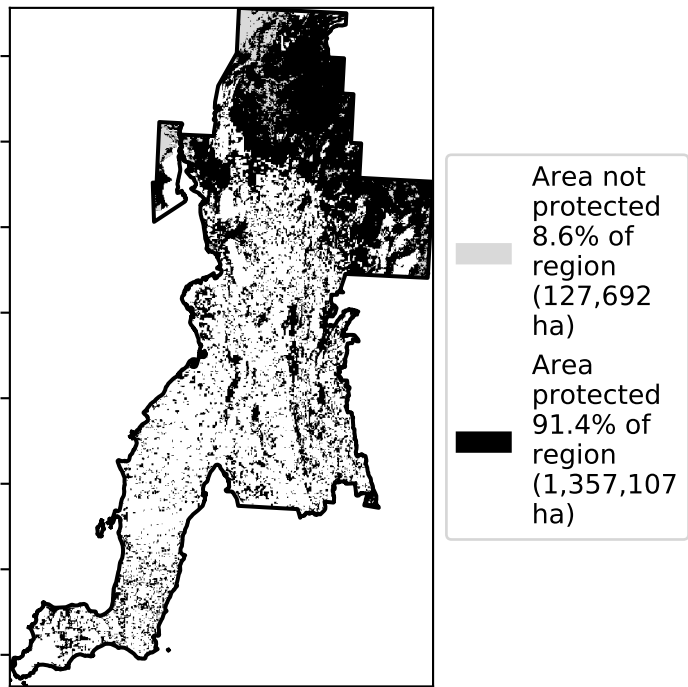 Area not
protected
8.6% of
region
(127,692
ha)
Area
protected
91.4% of
region
(1,357,107
ha)